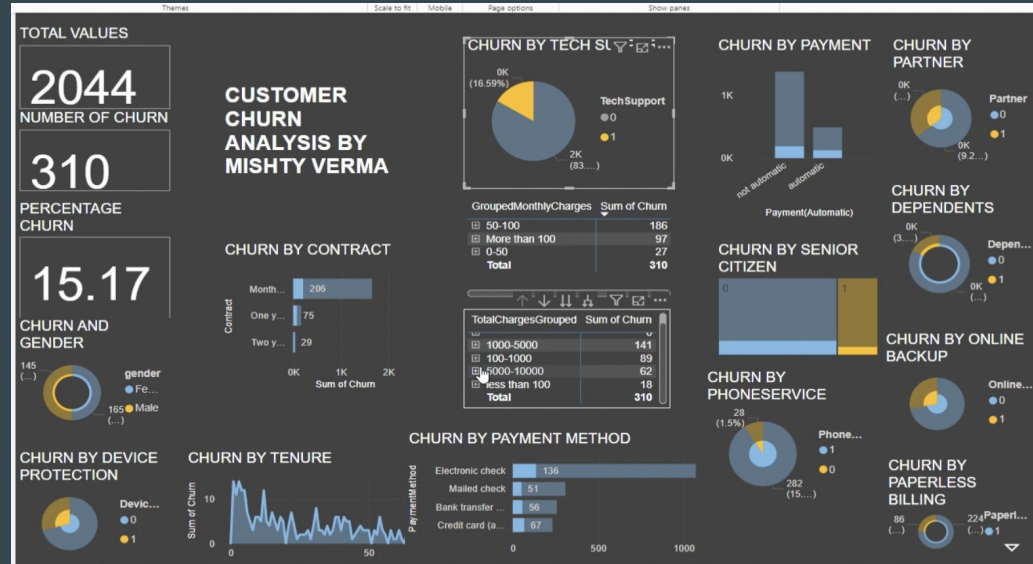 Themes
Scale to fit
Mobile
Page options
Show panes
TOTAL VALUES
2044
NUMBER OF CHURN
310
PERCENTAGE
CHURN
15.17
CHURN AND
GENDER
145
(...)
165
(...)
gender
Fe...
Male
CHURN BY DEVICE
PROTECTION
Devic...
0
1
CUSTOMER
CHURN
ANALYSIS BY
MISHTY VERMA
CHURN BY CONTRACT
Contract
Month...
One y...
Two y...
206
75
29
0K
1K
2K
Sum of Churn
CHURN BY TENURE
Sum of Churn
10
0
0
50
CHURN BY TECH SU
0K
(16.59%)
2K
(83....)
TechSupport
0
1
GroupedMonthlyCharges Sum of Churn
50-100 186
More than 100 97
0-50 27
Total 310
TotalChargesGrouped Sum of Churn
1000-5000 141
100-1000 89
5000-10000 62
less than 100 18
Total 310
CHURN BY PAYMENT METHOD
PaymentMethod
Electronic check 136
Mailed check 51
Bank transfer ... 56
Credit card (a... 67
0
500
1000
CHURN BY PAYMENT
1K
0K
not automatic
automatic
Payment(Automatic)
CHURN BY SENIOR
CITIZEN
0
1
CHURN BY
PHONESERVICE
28
(1.5%)
282
(15....)
Phone...
1
0
CHURN BY
PARTNER
0K
(...)
0K
(9.2...)
Partner
0
1
CHURN BY
DEPENDENTS
0K
(3....)
0K
(...)
Depen...
0
1
CHURN BY ONLINE
BACKUP
Online...
0
1
CHURN BY
PAPERLESS
BILLING
86
(...)
224
(...)
Paperl...
1